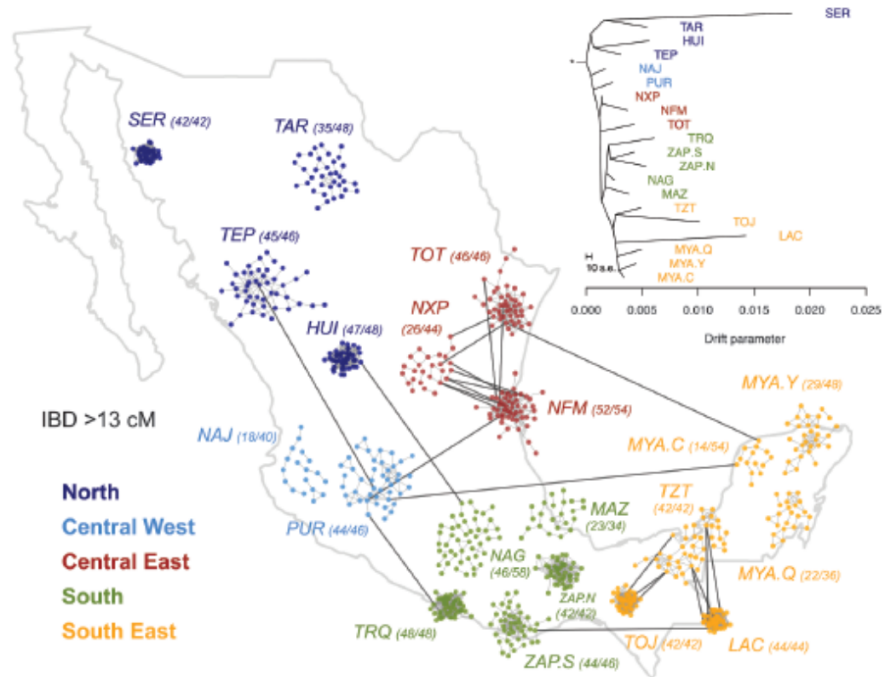 SER
TAR
HUI
TEP
NAJ
PUR
NXP
NFM
TOT
TRQ
ZAP.S
ZAP.N
NAG
MAZ
TZT
TOJ
LAC
MYA.Q
MYA.Y
MYA.C
10 s.e.
0.000 0.005 0.010 0.015 0.020 0.025
Drift parameter
SER (42/42)
TAR (35/48)
TEP (45/46)
TOT (46/46)
NXP
(26/44)
HUI (47/48)
MYA.Y (29/48)
NFM (52/54)
IBD >13 cM
NAJ (18/40)
MYA.C (14/54)
TZT
(42/42)
North
PUR (44/46)
MAZ
(23/34)
Central West
NAG
(46/58)
Central East
MYA.Q (22/36)
ZAP.N
(42/42)
South
TRQ (48/48)
South East
TOJ (42/42)
LAC (44/44)
ZAP.S (44/46)